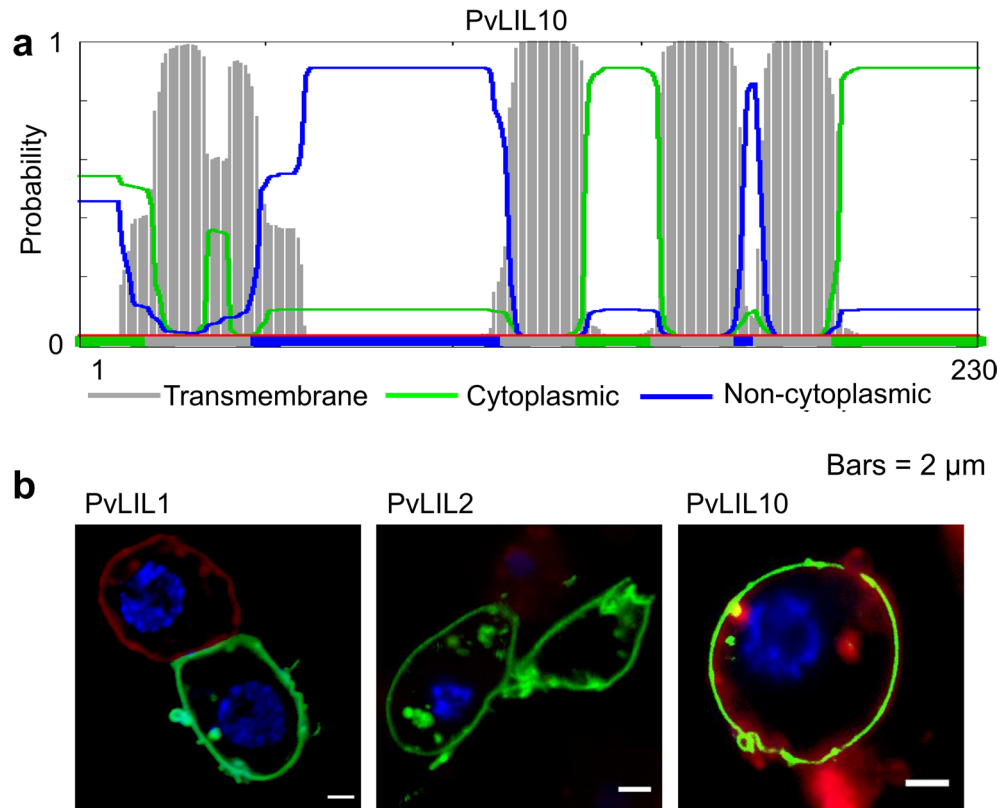 PvLIL10
a
1
Probability
0
1
230
Transmembrane
Cytoplasmic
Non-cytoplasmic
Bars = 2 µm
b
PvLIL1
PvLIL2
PvLIL10